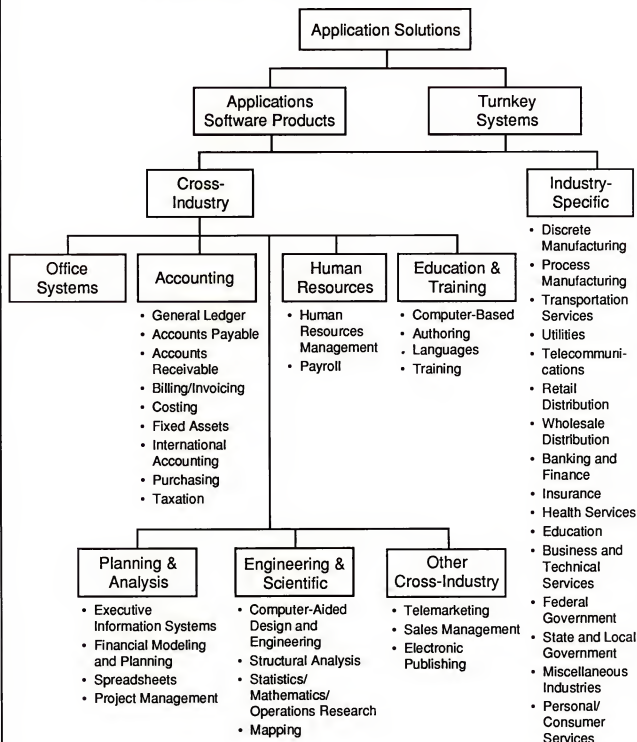 Application Solutions
Applications
Software Products
Turnkey
Systems
Cross-
Industry
Industry-
Specific
Office
Systems
Accounting
• General Ledger
• Accounts Payable
• Accounts
Receivable
• Billing/Invoicing
• Costing
• Fixed Assets
• International
Accounting
• Purchasing
• Taxation
Human
Resources
• Human
Resources
Management
• Payroll
Education &
Training
• Computer-Based
• Authoring
• Languages
• Training
• Discrete
Manufacturing
• Process
Manufacturing
• Transportation
Services
• Utilities
• Telecommuni-
cations
• Retail
Distribution
• Wholesale
Distribution
• Banking and
Finance
• Insurance
• Health Services
• Education
• Business and
Technical
Services
• Federal
Government
• State and Local
Government
• Miscellaneous
Industries
• Personal/
Consumer
Services
Planning &
Analysis
• Executive
Information Systems
• Financial Modeling
and Planning
• Spreadsheets
• Project Management
Engineering &
Scientific
• Computer-Aided
Design and
Engineering
• Structural Analysis
• Statistics/
Mathematics/
Operations Research
• Mapping
Other
Cross-Industry
• Telemarketing
• Sales Management
• Electronic
Publishing